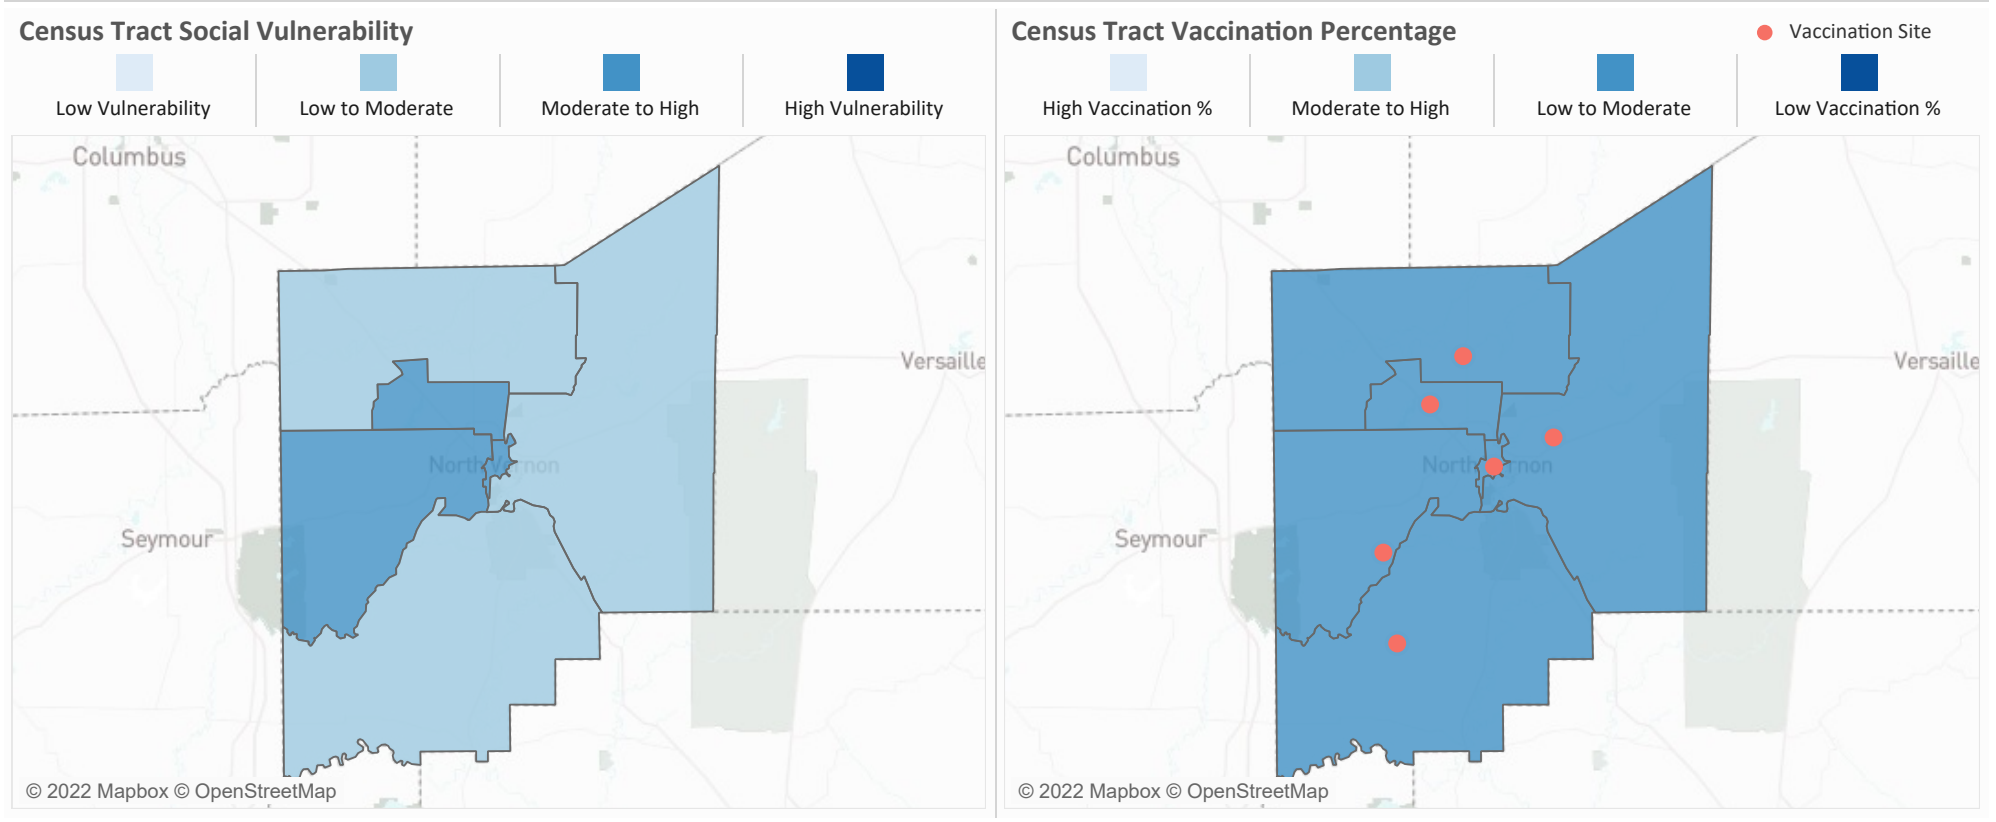 Census Tract Social Vulnerability
Low Vulnerability
Low to Moderate
Moderate to High
High Vulnerability
Columbus
Versaille
North Vernon
Seymour
© 2022 Mapbox © OpenStreetMap
Census Tract Vaccination Percentage
Vaccination Site
High Vaccination %
Moderate to High
Low to Moderate
Low Vaccination %
Columbus
Versaille
North Vernon
Seymour
© 2022 Mapbox © OpenStreetMap